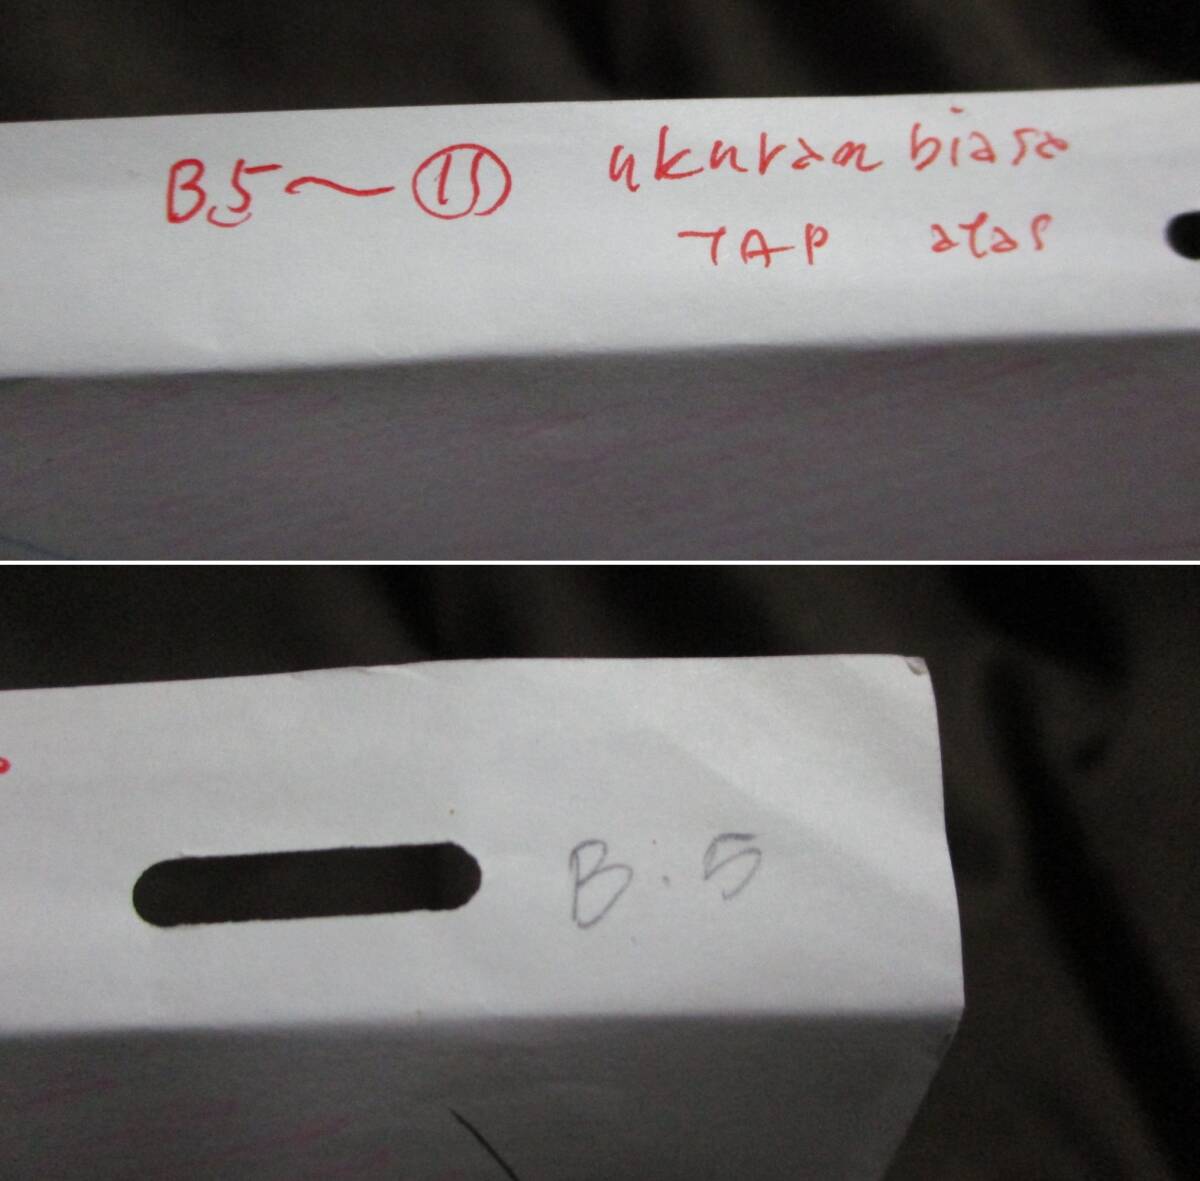 B5～⑮ ukuran biasa
TAP atas
B.5